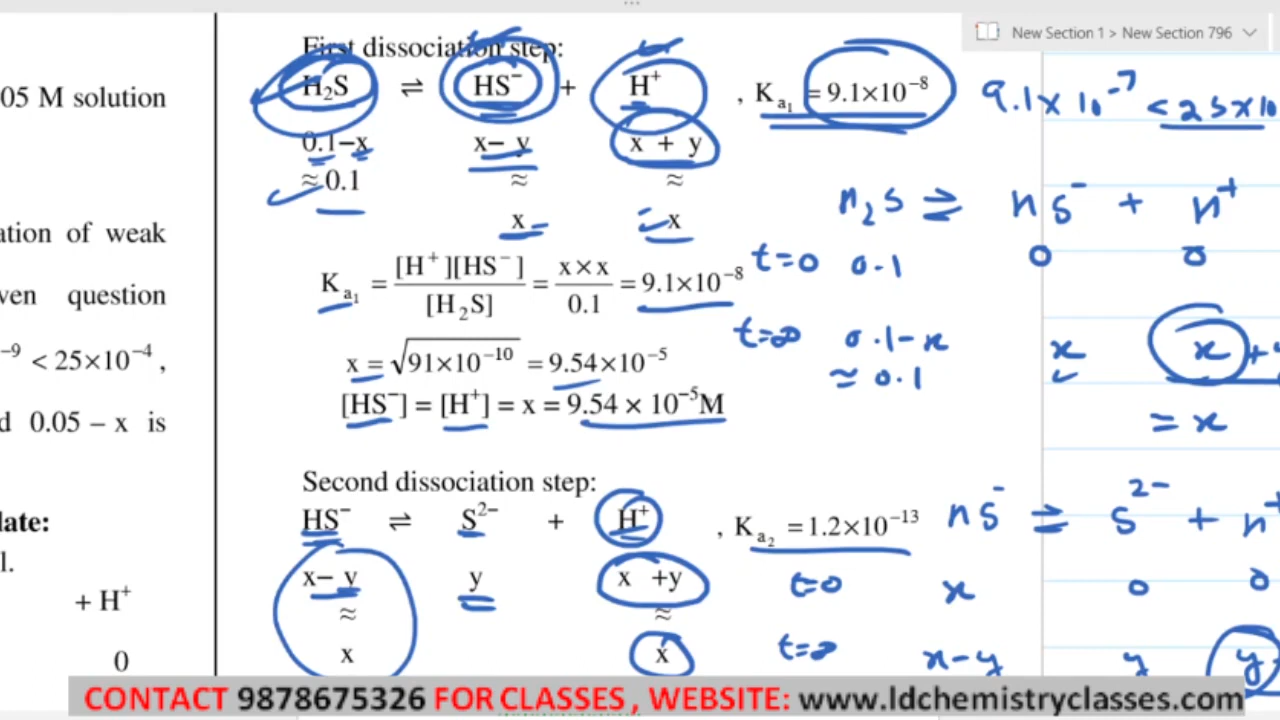 New Section 1 > New Section 796
05 M solution
ation of weak
ven question
−9 < 25×10−4 ,
d 0.05 – x is
late:
l.
+ H+
0
First dissociation step:
H2S ⇌ HS− + H+ , Ka1 = 9.1×10−8
0.1−x x− y x + y
≈ 0.1 ≈ ≈
x x
Ka1 = [H+][HS−] / [H2S] = x×x / 0.1 = 9.1×10−8
x = √91×10−10 = 9.54×10−5
[HS−] = [H+] = x = 9.54 × 10−5M
Second dissociation step:
HS− ⇌ S2− + H+ , Ka2 = 1.2×10−13
x− y y x +y
≈ ≈
x x
9.1×10−7 < 25×10
H2S ⇌ HS− + H+
t=0 0.1 0 0
t=∞ 0.1−x x x+y
≈ 0.1
= x
HS− ⇌ S2− + H+
t=0 x 0 0
t=∞ x−y y y
CONTACT 9878675326 FOR CLASSES , WEBSITE: www.ldchemistryclasses.com